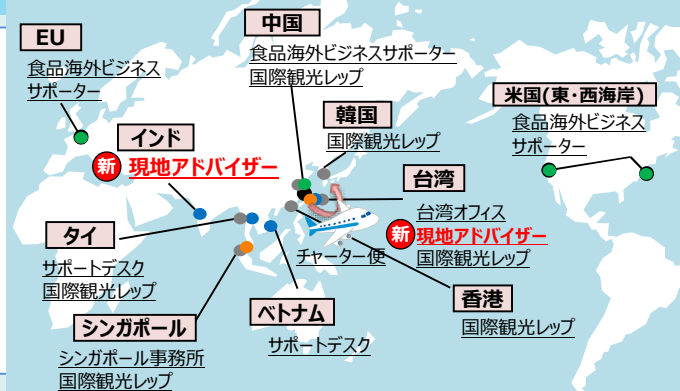 EU
食品海外ビジネス
サポーター
中国
食品海外ビジネスサポーター
国際観光レップ
韓国
国際観光レップ
米国(東・西海岸)
食品海外ビジネス
サポーター
インド
新 現地アドバイザー
台湾
台湾オフィス
新 現地アドバイザー
国際観光レップ
チャーター便
タイ
サポートデスク
国際観光レップ
ベトナム
サポートデスク
香港
国際観光レップ
シンガポール
シンガポール事務所
国際観光レップ